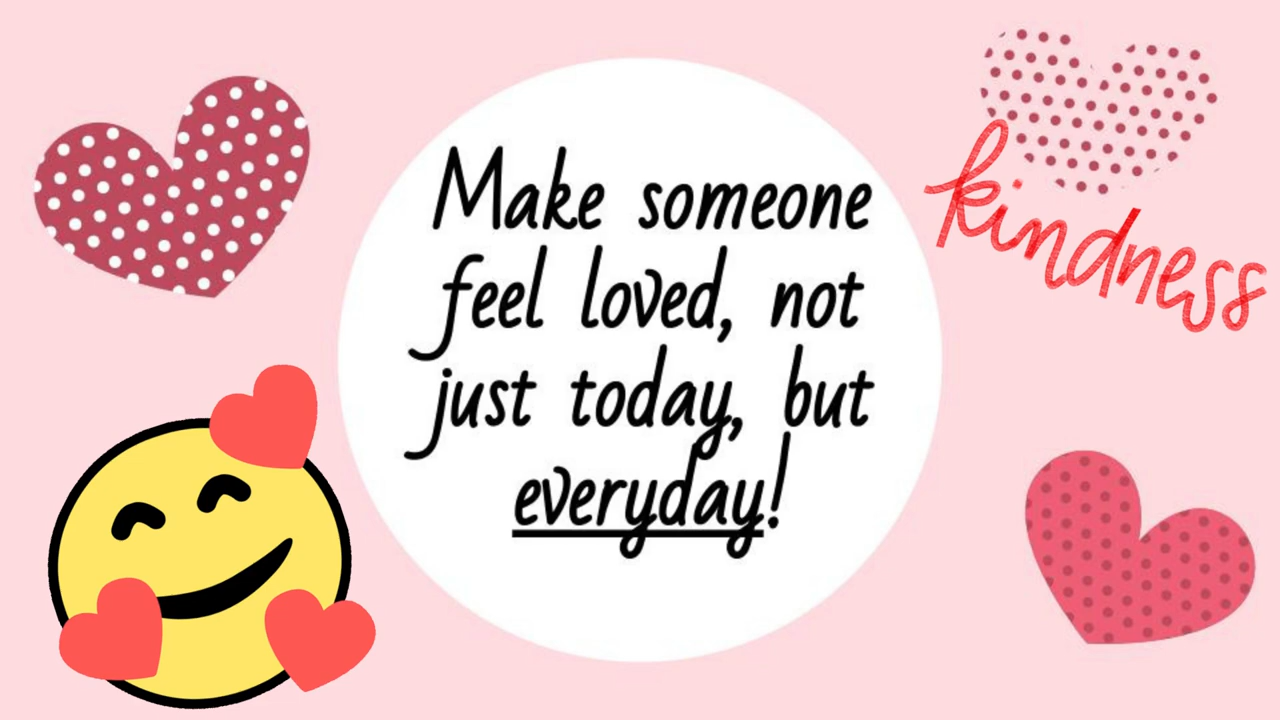 Make someone
feel loved, not
just today, but
everyday!
kindness